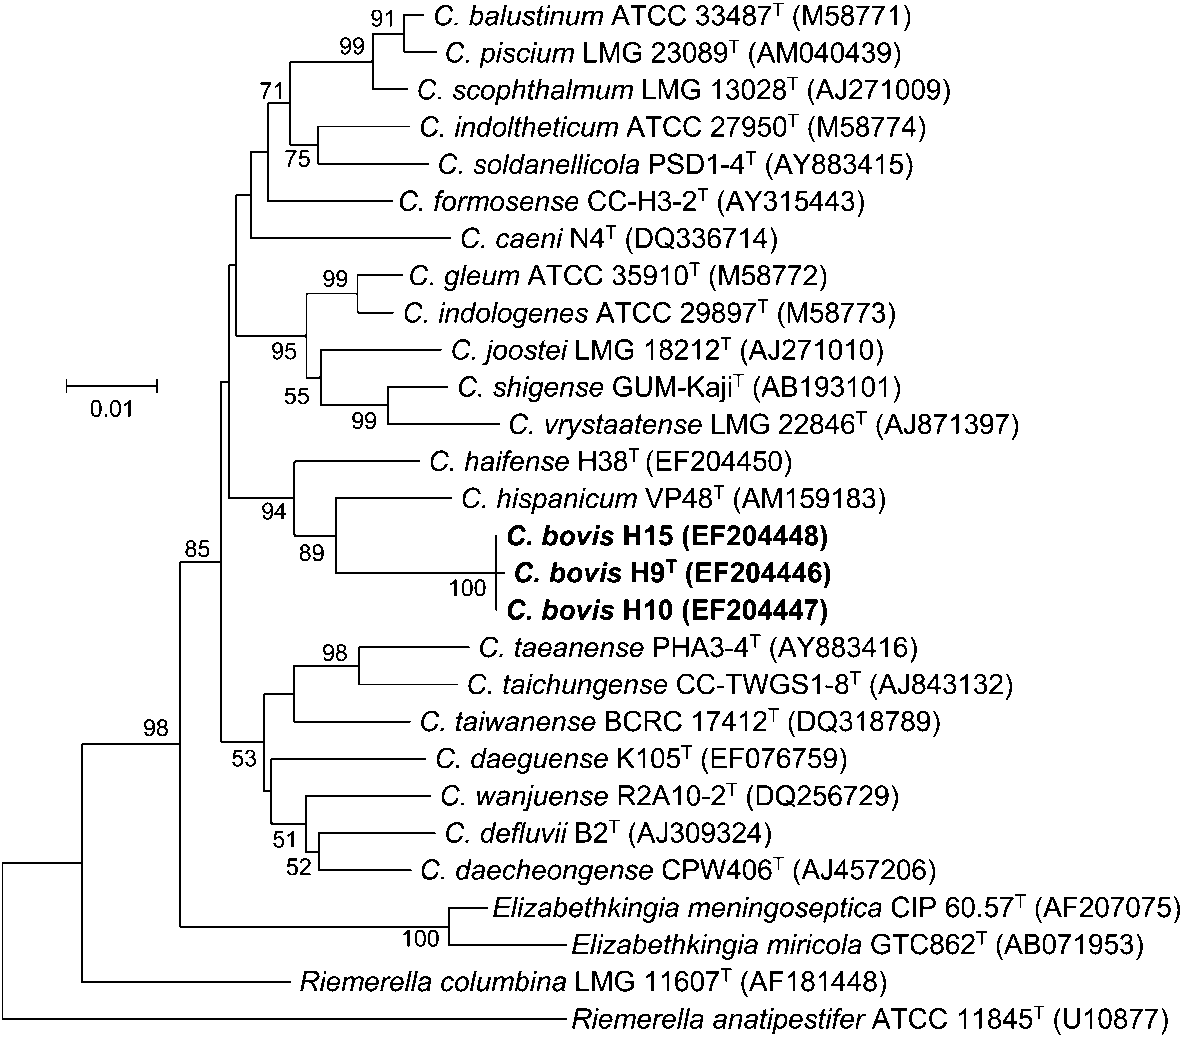 91 C. balustinum ATCC 33487ᵀ (M58771)
99 C. piscium LMG 23089ᵀ (AM040439)
71 C. scophthalmum LMG 13028ᵀ (AJ271009)
C. indoltheticum ATCC 27950ᵀ (M58774)
75 C. soldanellicola PSD1-4ᵀ (AY883415)
C. formosense CC-H3-2ᵀ (AY315443)
C. caeni N4ᵀ (DQ336714)
99 C. gleum ATCC 35910ᵀ (M58772)
C. indologenes ATCC 29897ᵀ (M58773)
95 C. joostei LMG 18212ᵀ (AJ271010)
55 C. shigense GUM-Kajiᵀ (AB193101)
0.01
99 C. vrystaatense LMG 22846ᵀ (AJ871397)
C. haifense H38ᵀ (EF204450)
94 C. hispanicum VP48ᵀ (AM159183)
C. bovis H15 (EF204448)
85 89 C. bovis H9ᵀ (EF204446)
100 C. bovis H10 (EF204447)
98 C. taeanense PHA3-4ᵀ (AY883416)
C. taichungense CC-TWGS1-8ᵀ (AJ843132)
98 C. taiwanense BCRC 17412ᵀ (DQ318789)
53 C. daeguense K105ᵀ (EF076759)
C. wanjuense R2A10-2ᵀ (DQ256729)
51 C. defluvii B2ᵀ (AJ309324)
52 C. daecheongense CPW406ᵀ (AJ457206)
Elizabethkingia meningoseptica CIP 60.57ᵀ (AF207075)
100 Elizabethkingia miricola GTC862ᵀ (AB071953)
Riemerella columbina LMG 11607ᵀ (AF181448)
Riemerella anatipestifer ATCC 11845ᵀ (U10877)